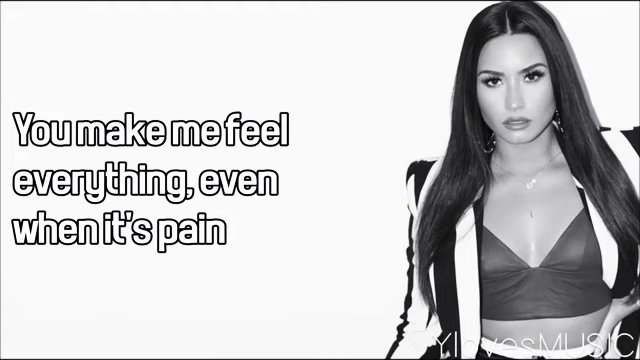 You make me feel
everything, even
when it's pain
YlovesMUSIC